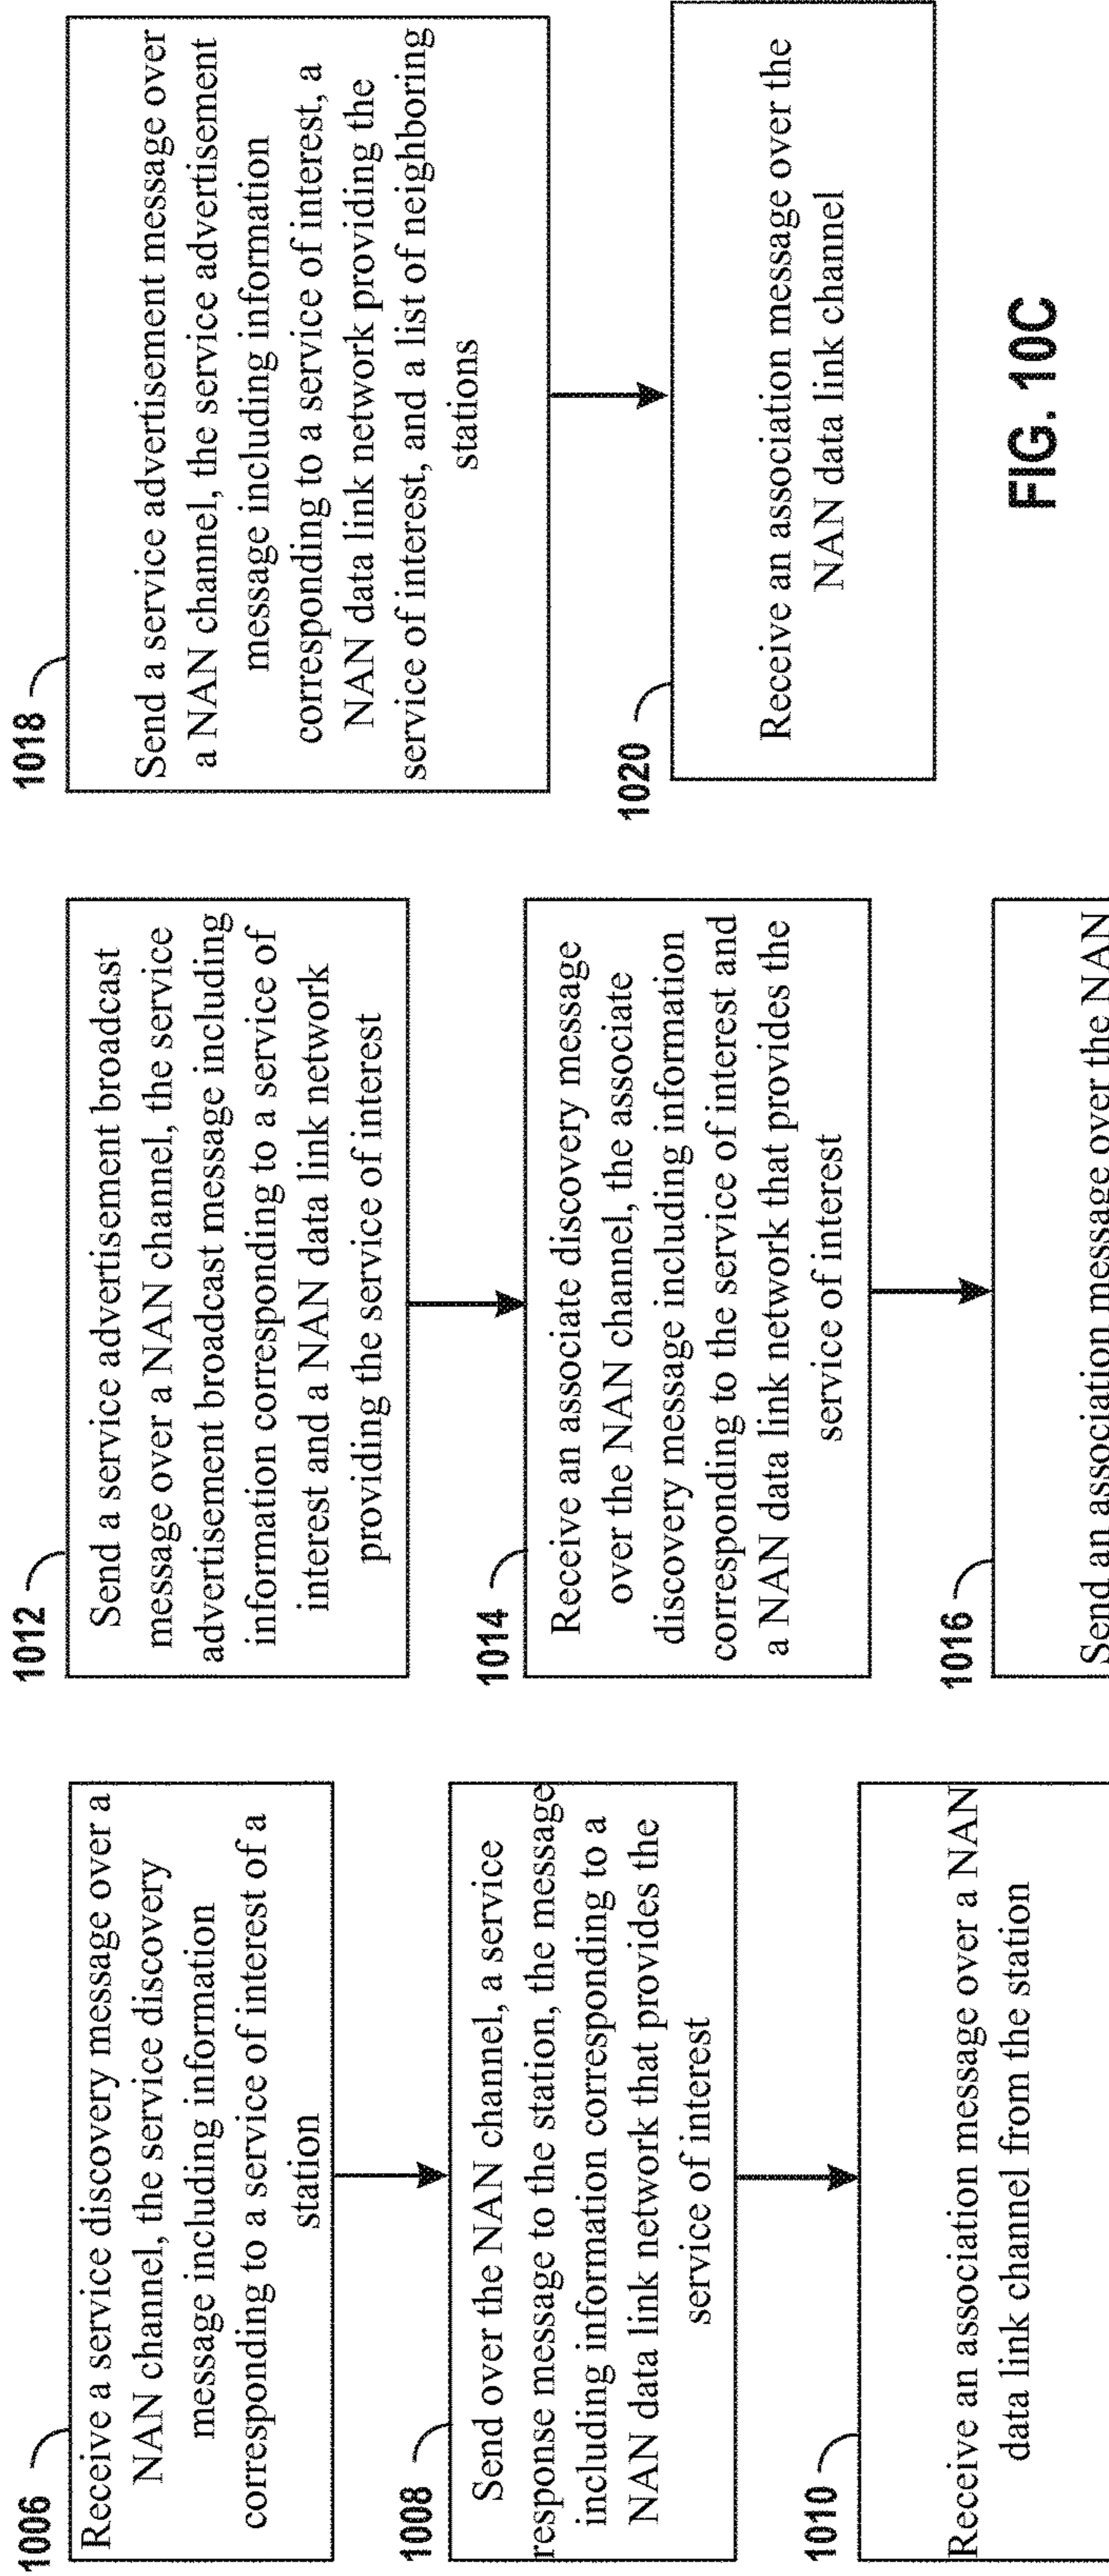 1006
Receive a service discovery message over a
NAN channel, the service discovery
message including information
corresponding to a service of interest of a
station
1008
Send over the NAN channel, a service
response message to the station, the message
including information corresponding to a
NAN data link network that provides the
service of interest
1010
Receive an association message over a NAN
data link channel from the station
1012
Send a service advertisement broadcast
message over a NAN channel, the service
advertisement broadcast message including
information corresponding to a service of
interest and a NAN data link network
providing the service of interest
1014
Receive an associate discovery message
over the NAN channel, the associate
discovery message including information
corresponding to the service of interest and
a NAN data link network that provides the
service of interest
1016
Send an association message over the NAN
1018
Send a service advertisement message over
a NAN channel, the service advertisement
message including information
corresponding to a service of interest, a
NAN data link network providing the
service of interest, and a list of neighboring
stations
1020
Receive an association message over the
NAN data link channel
FIG. 10C